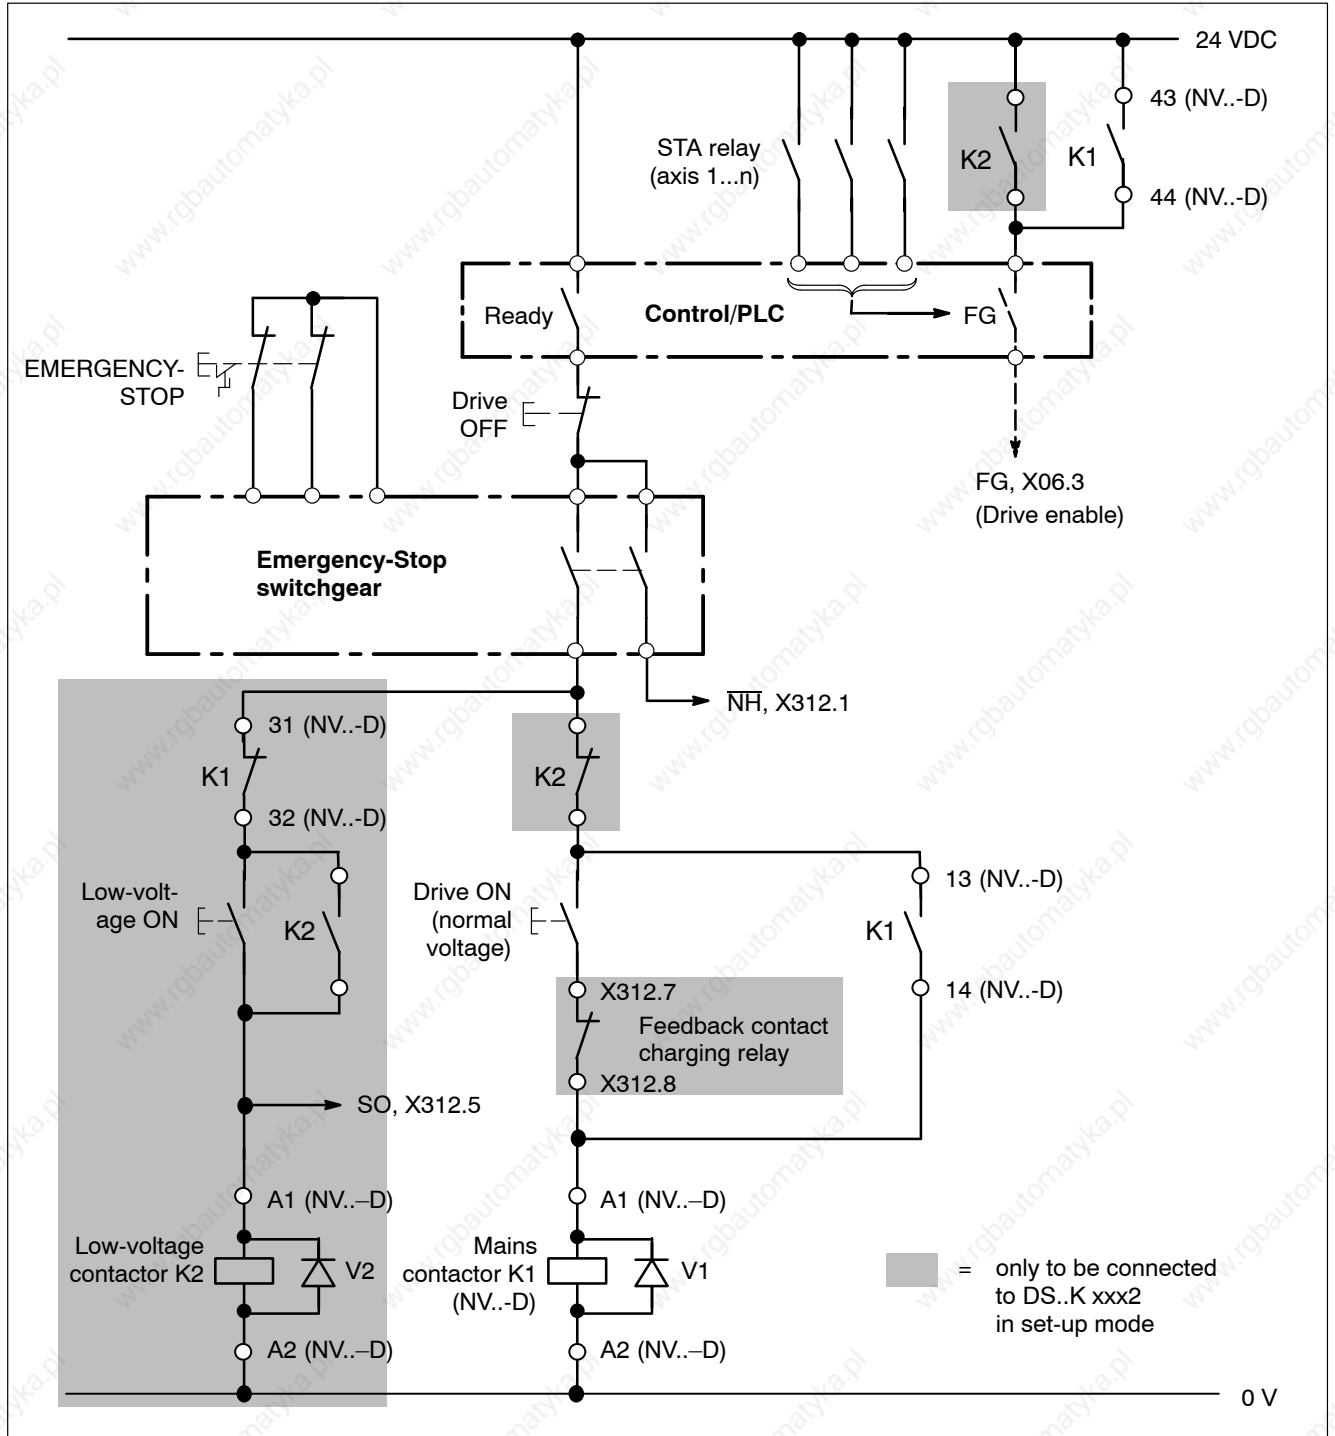 24 VDC
43 (NV..-D)
STA relay
(axis 1...n)
K2
K1
44 (NV..-D)
Ready
Control/PLC
FG
EMERGENCY-
STOP
Drive
OFF
FG, X06.3
(Drive enable)
Emergency-Stop
switchgear
NH, X312.1
31 (NV..-D)
K1
K2
32 (NV..-D)
Low-volt-
age ON
K2
Drive ON
(normal
voltage)
13 (NV..-D)
K1
14 (NV..-D)
X312.7
Feedback contact
charging relay
X312.8
SO, X312.5
A1 (NV..–D)
A1 (NV..–D)
Low-voltage
contactor K2
V2
Mains
contactor K1
(NV..-D)
V1
= only to be connected
to DS..K xxx2
in set-up mode
A2 (NV..–D)
A2 (NV..–D)
0 V
www.rgbautomatyka.pl